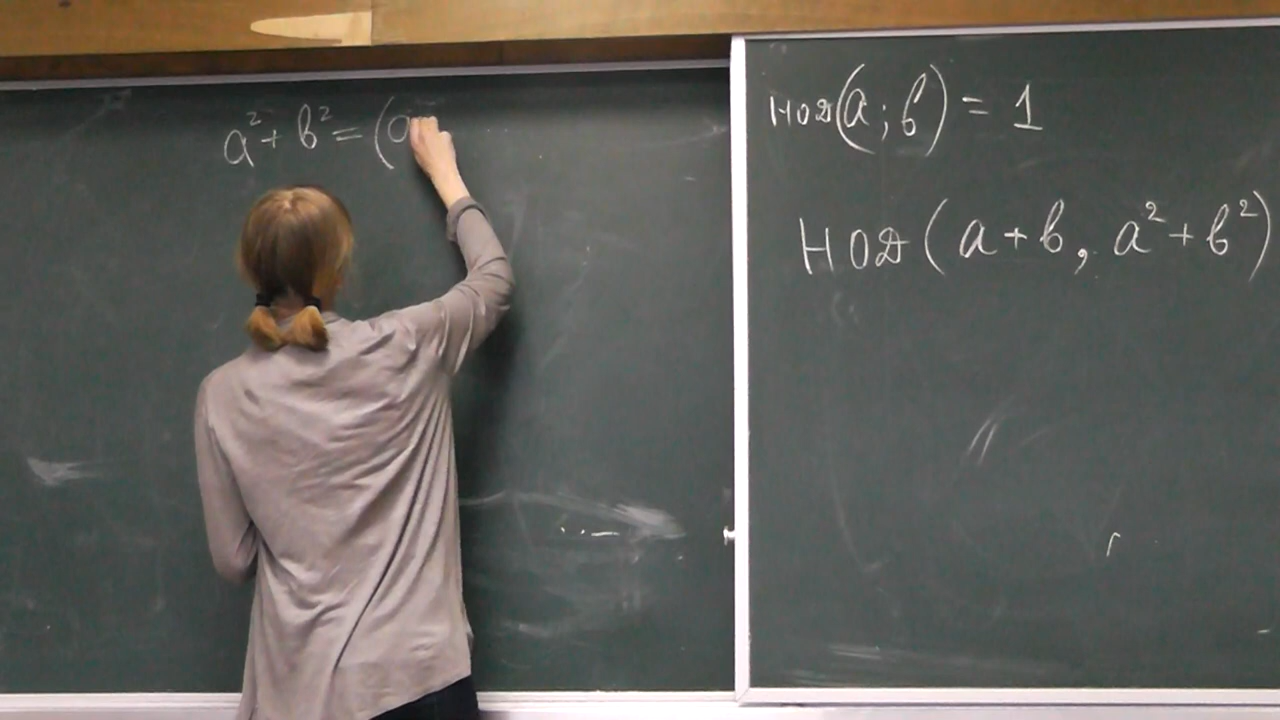 a² + b² = (a
НОД(a; b) = 1
НОД(a+b, a²+b²)